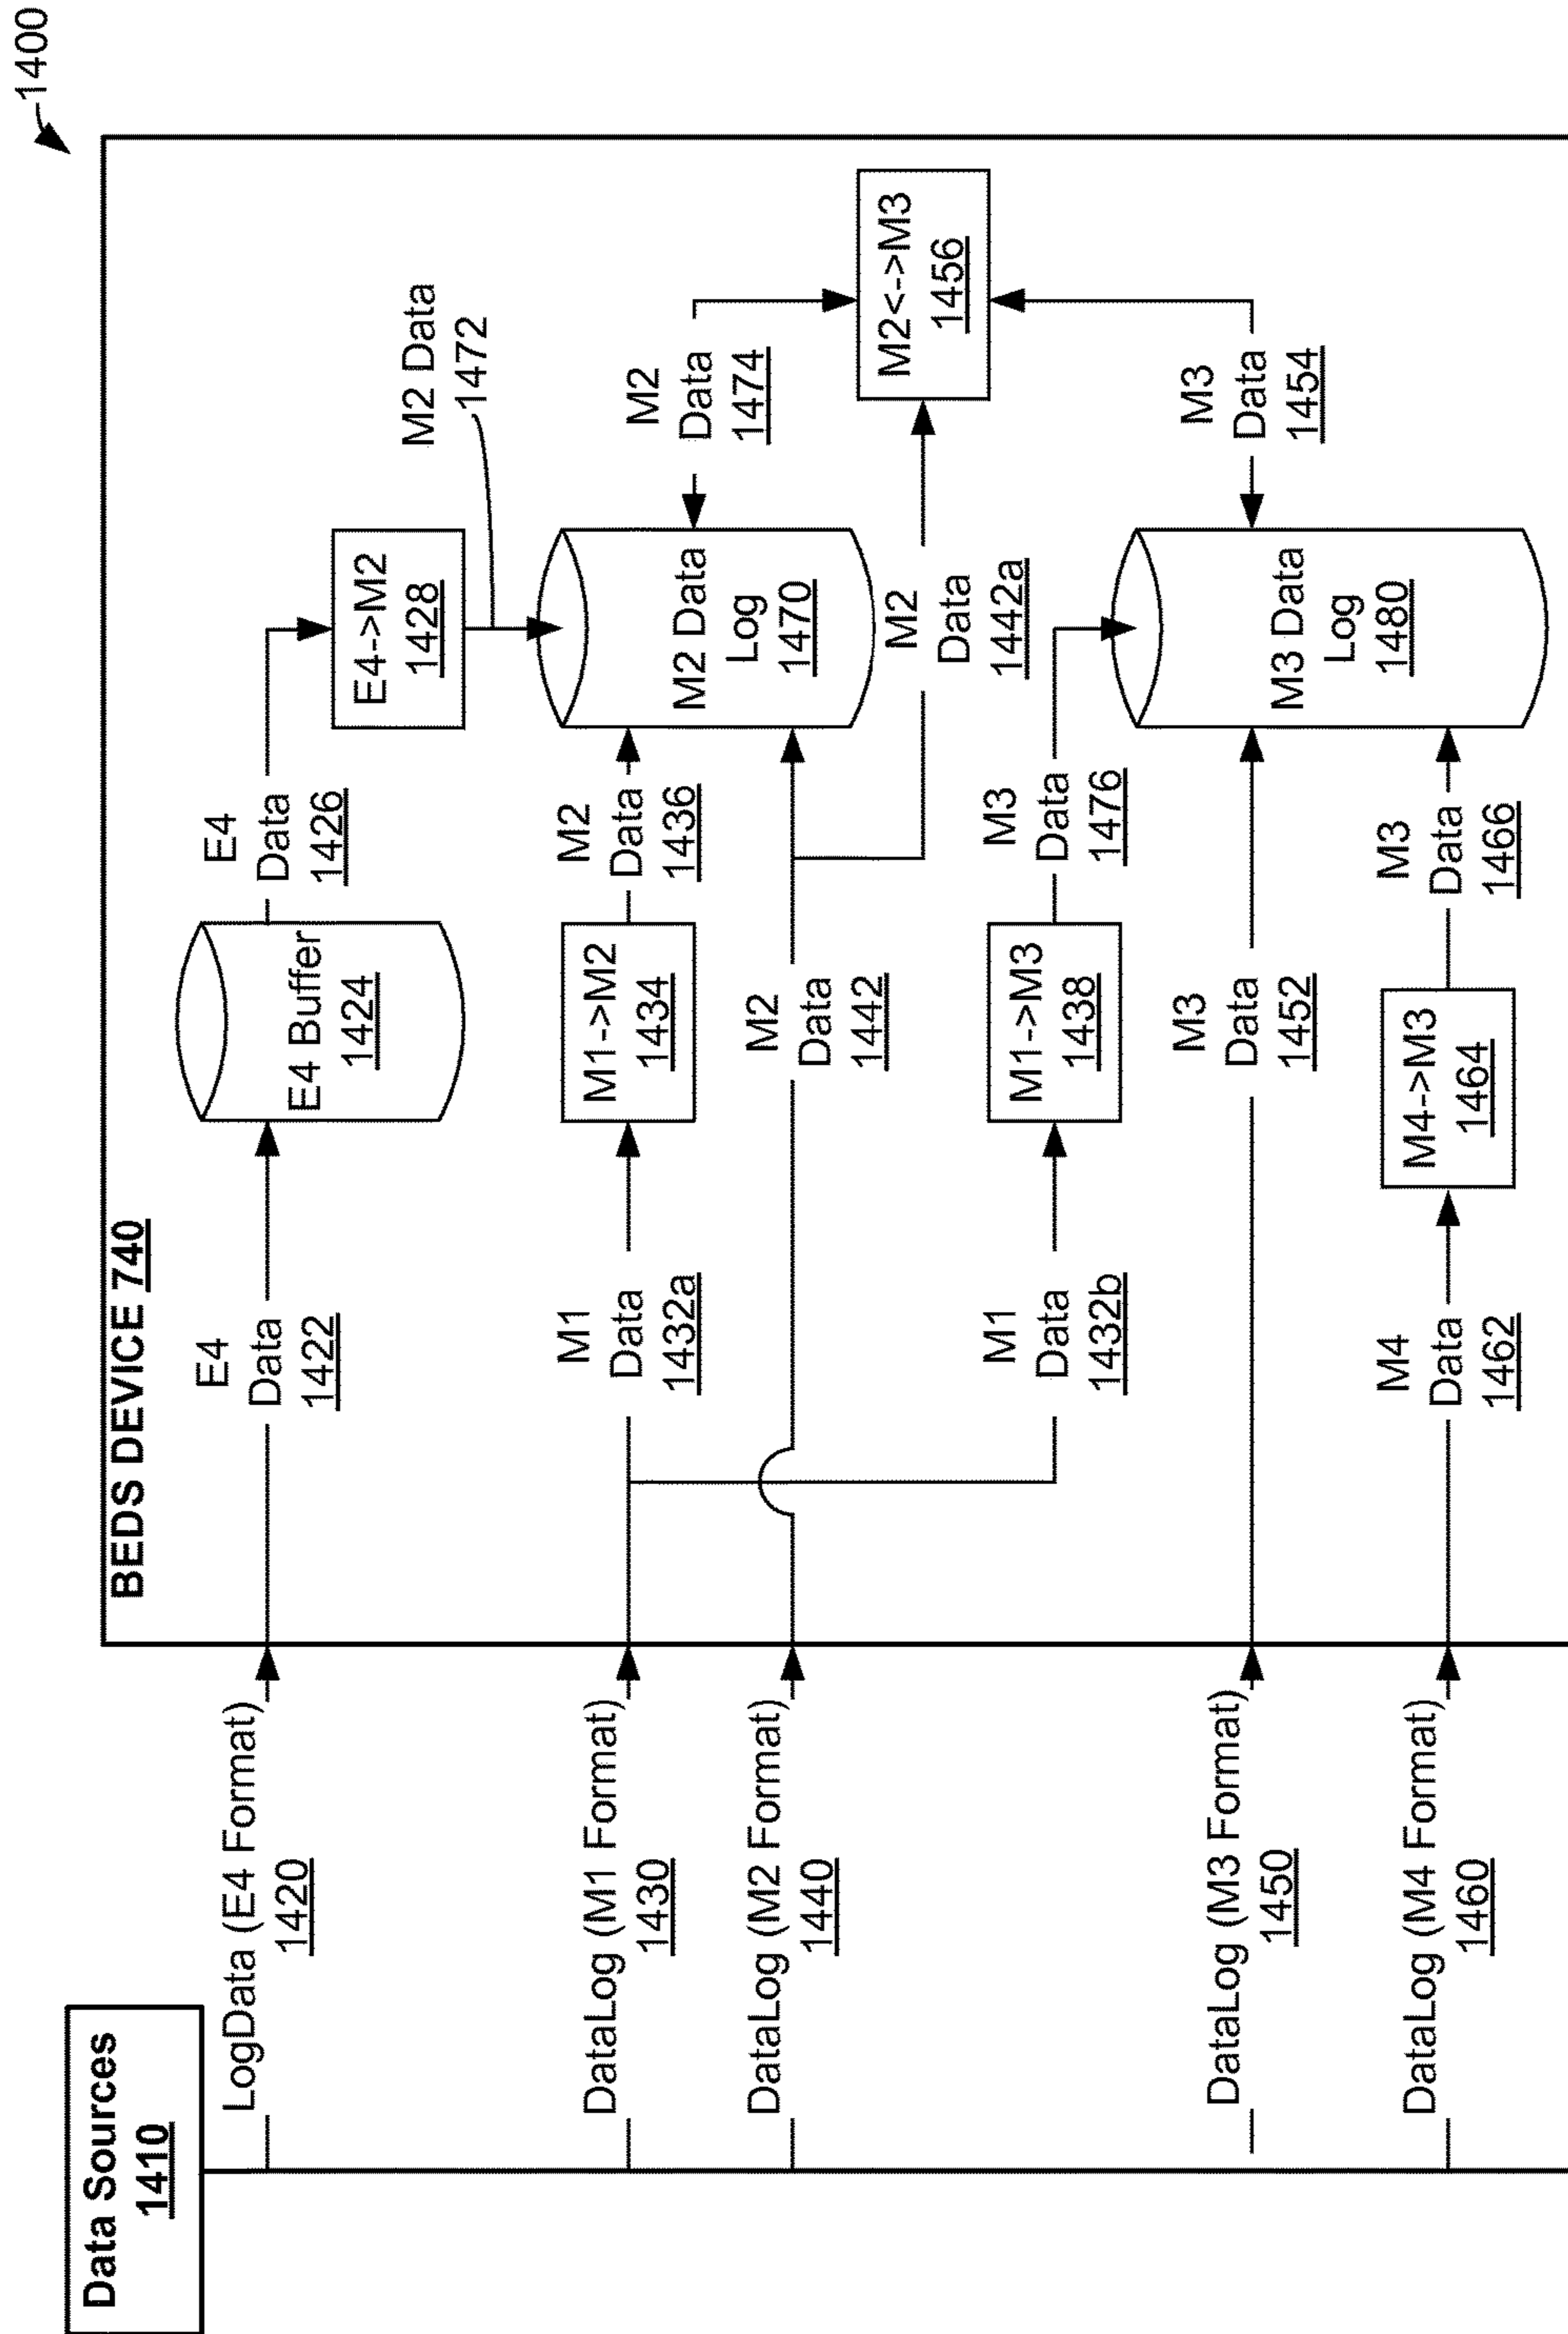 1400
Data Sources
1410
BEDS DEVICE 740
LogData (E4 Format)
1420
E4
Data
1422
E4 Buffer
1424
E4
Data
1426
E4->M2
1428
M2 Data
1472
DataLog (M1 Format)
1430
M1
Data
1432a
M1->M2
1434
M2
Data
1436
M2 Data
Log
1470
M2
Data
1474
DataLog (M2 Format)
1440
M2
Data
1442
M2
Data
1442a
M2<->M3
1456
M1
Data
1432b
M1->M3
1438
M3
Data
1476
DataLog (M3 Format)
1450
M3
Data
1452
M3 Data
Log
1480
M3
Data
1454
DataLog (M4 Format)
1460
M4
Data
1462
M4->M3
1464
M3
Data
1466